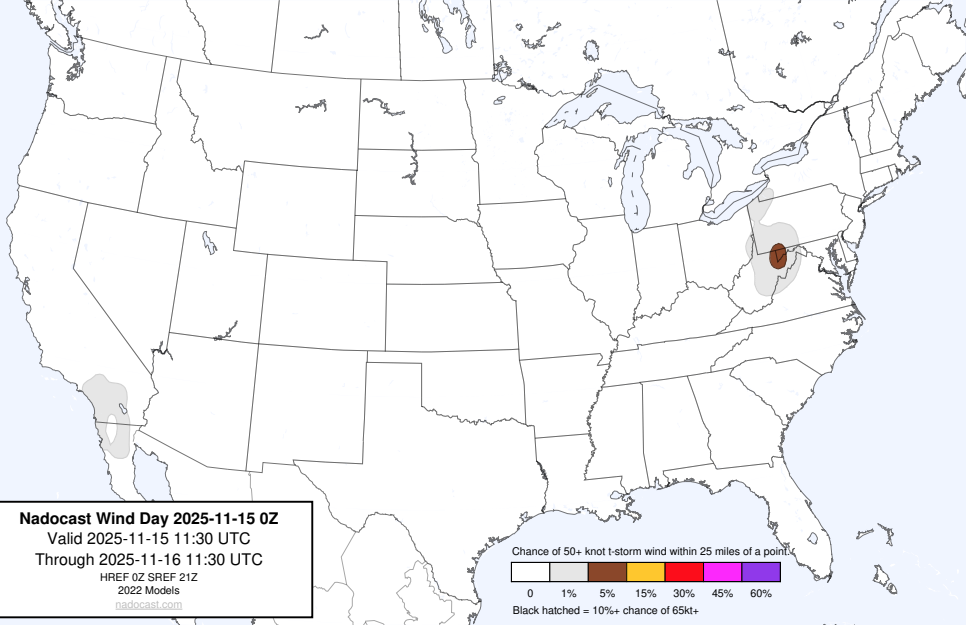 Nadocast Wind Day 2025-11-15 0Z
Valid 2025-11-15 11:30 UTC
Through 2025-11-16 11:30 UTC
HREF 0Z SREF 21Z
2022 Models
nadocast.com
Chance of 50+ knot t-storm wind within 25 miles of a point.
0 1% 5% 15% 30% 45% 60%
Black hatched = 10%+ chance of 65kt+